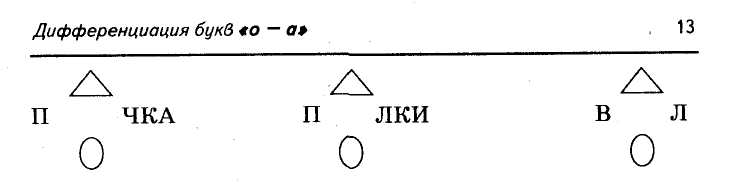 Дифференциация букв «о – а» 13
П ЧКА П ЛКИ В Л